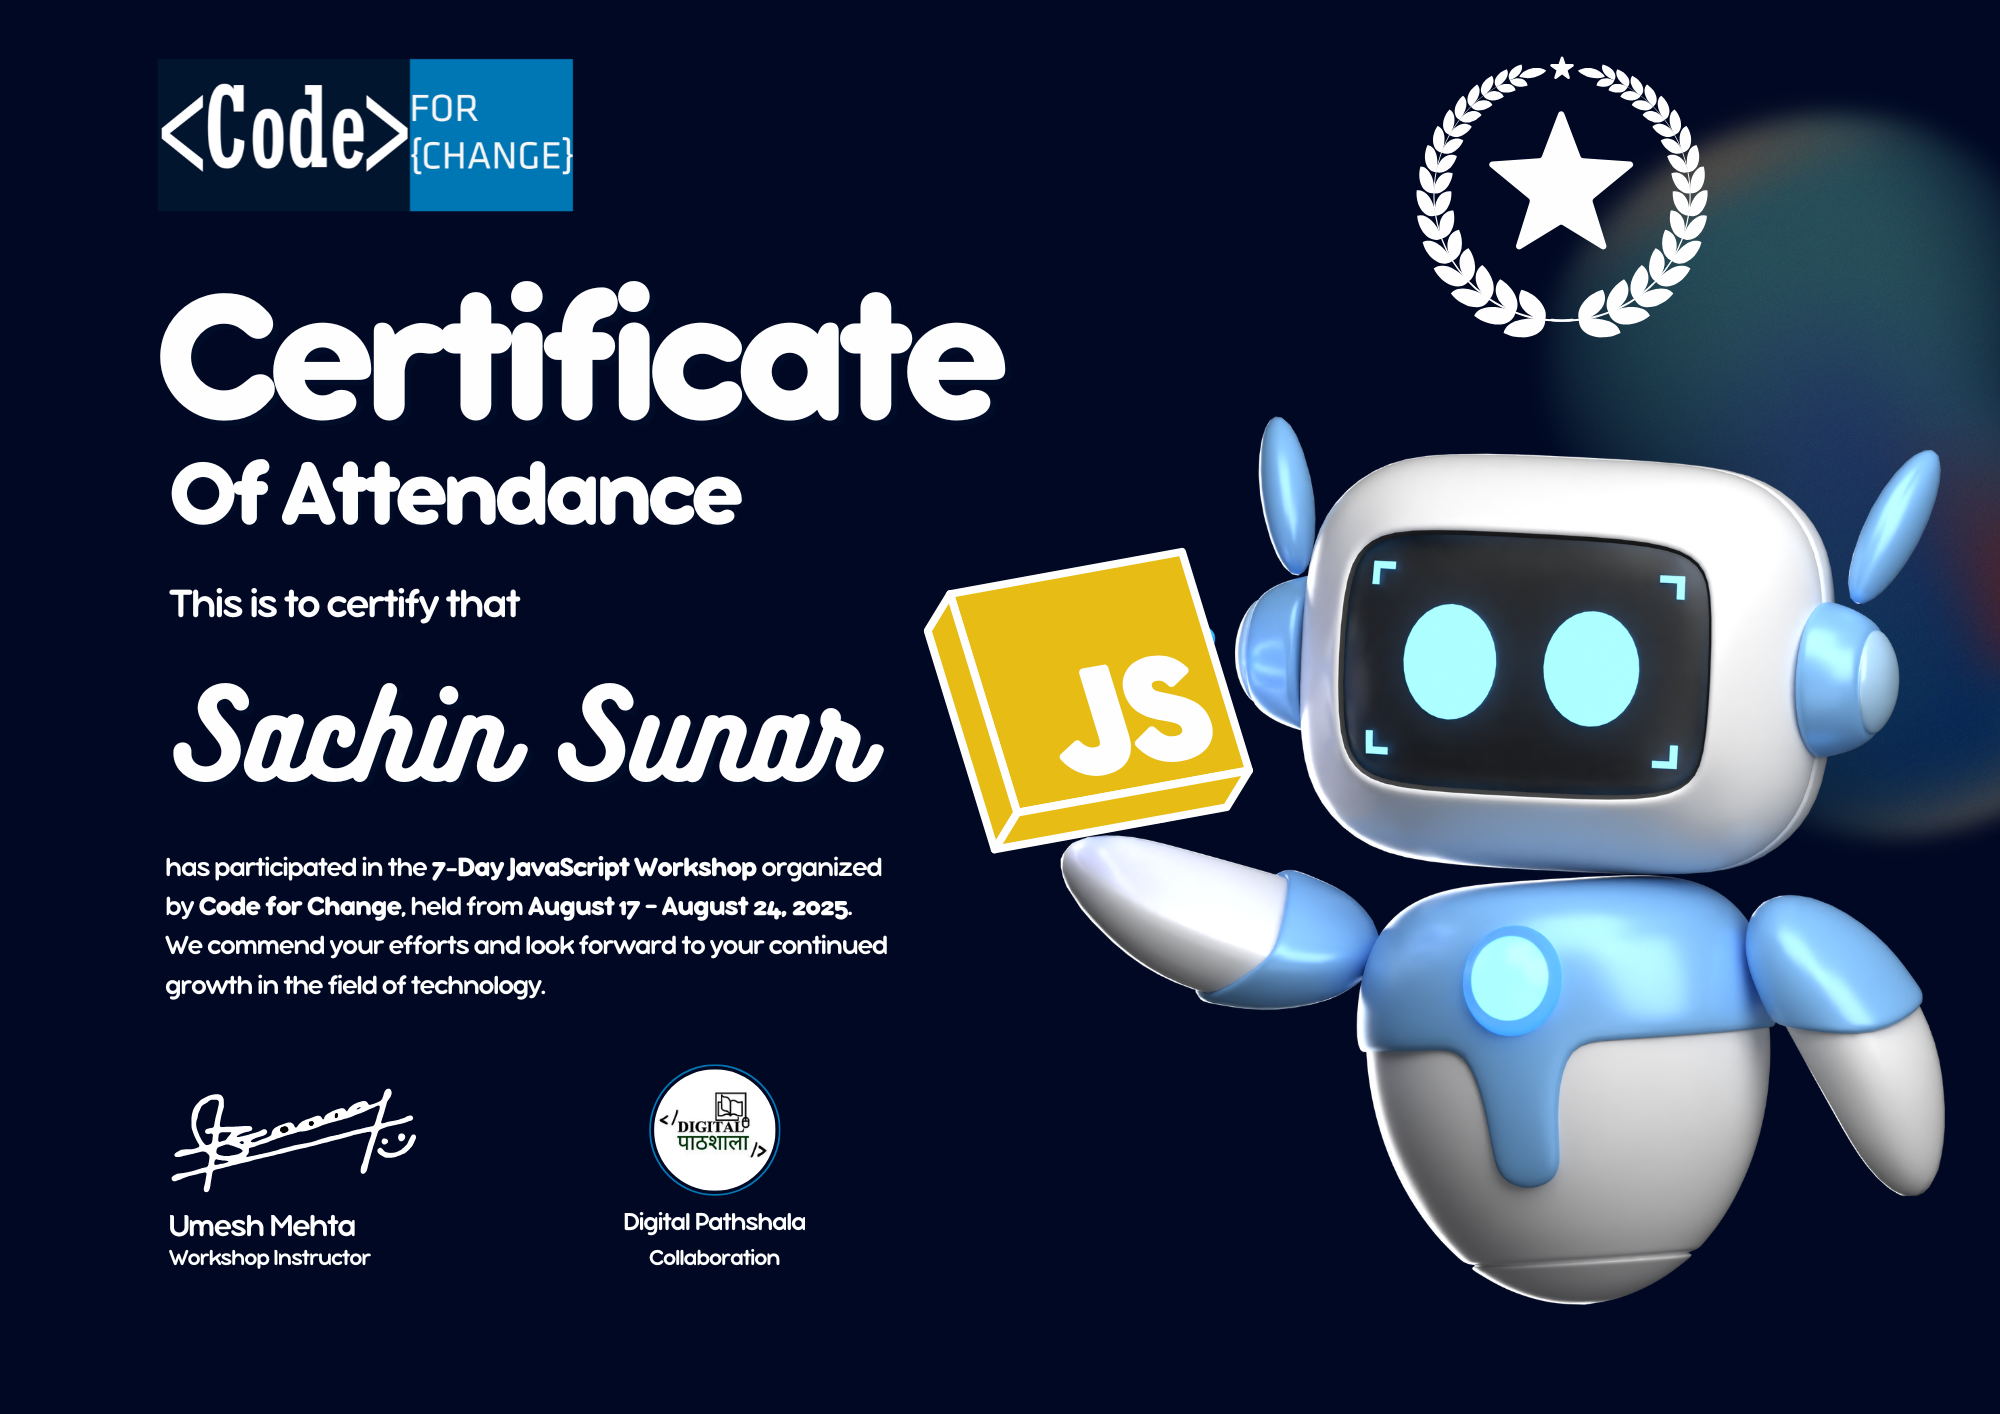 <Code> FOR
{CHANGE}
Certificate
Of Attendance
This is to certify that
Sachin Sunar
has participated in the 7-Day JavaScript Workshop organized
by Code for Change, held from August 17 - August 24, 2025.
We commend your efforts and look forward to your continued
growth in the field of technology.
JS
Umesh Mehta
Workshop Instructor
</DIGITAL
पाठशाला />
Digital Pathshala
Collaboration